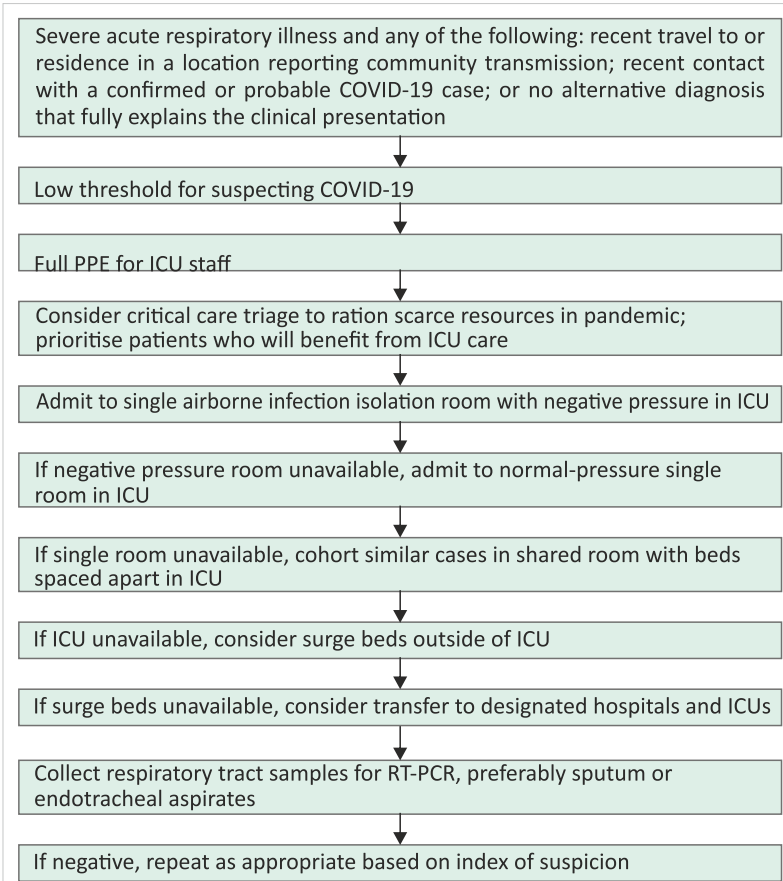 Severe acute respiratory illness and any of the following: recent travel to or
residence in a location reporting community transmission; recent contact
with a confirmed or probable COVID-19 case; or no alternative diagnosis
that fully explains the clinical presentation
Low threshold for suspecting COVID-19
Full PPE for ICU staff
Consider critical care triage to ration scarce resources in pandemic;
prioritise patients who will benefit from ICU care
Admit to single airborne infection isolation room with negative pressure in ICU
If negative pressure room unavailable, admit to normal-pressure single
room in ICU
If single room unavailable, cohort similar cases in shared room with beds
spaced apart in ICU
If ICU unavailable, consider surge beds outside of ICU
If surge beds unavailable, consider transfer to designated hospitals and ICUs
Collect respiratory tract samples for RT-PCR, preferably sputum or
endotracheal aspirates
If negative, repeat as appropriate based on index of suspicion